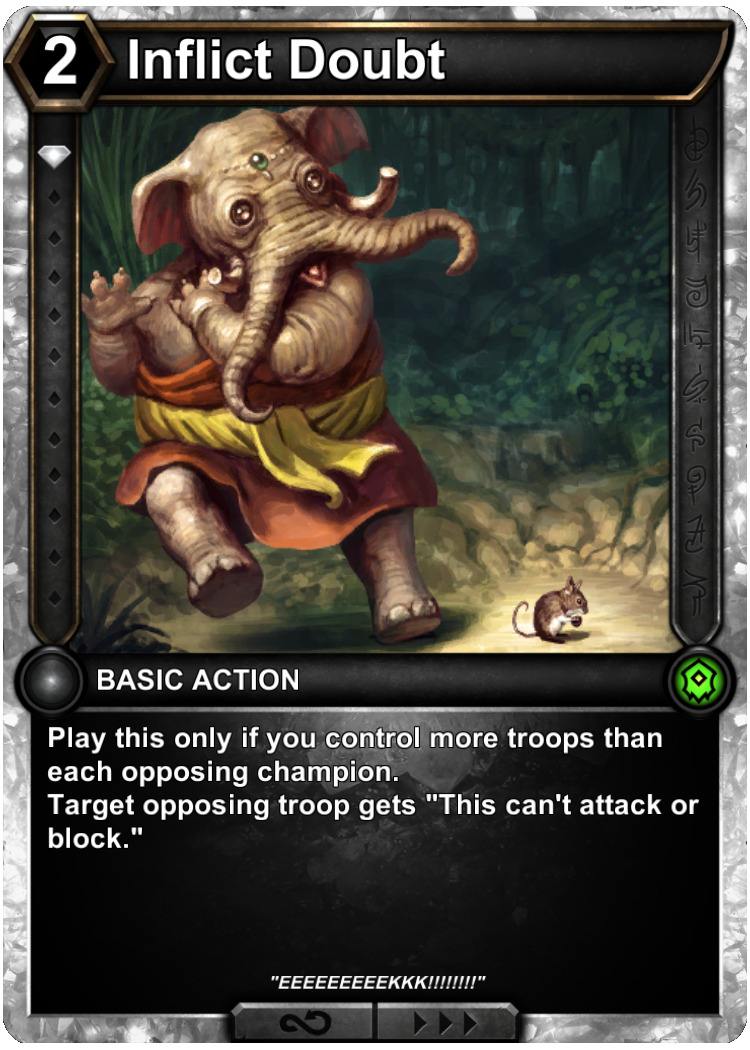 2
Inflict Doubt
BASIC ACTION
Play this only if you control more troops than
each opposing champion.
Target opposing troop gets "This can't attack or
block."
"EEEEEEEEEKKK!!!!!!!!"